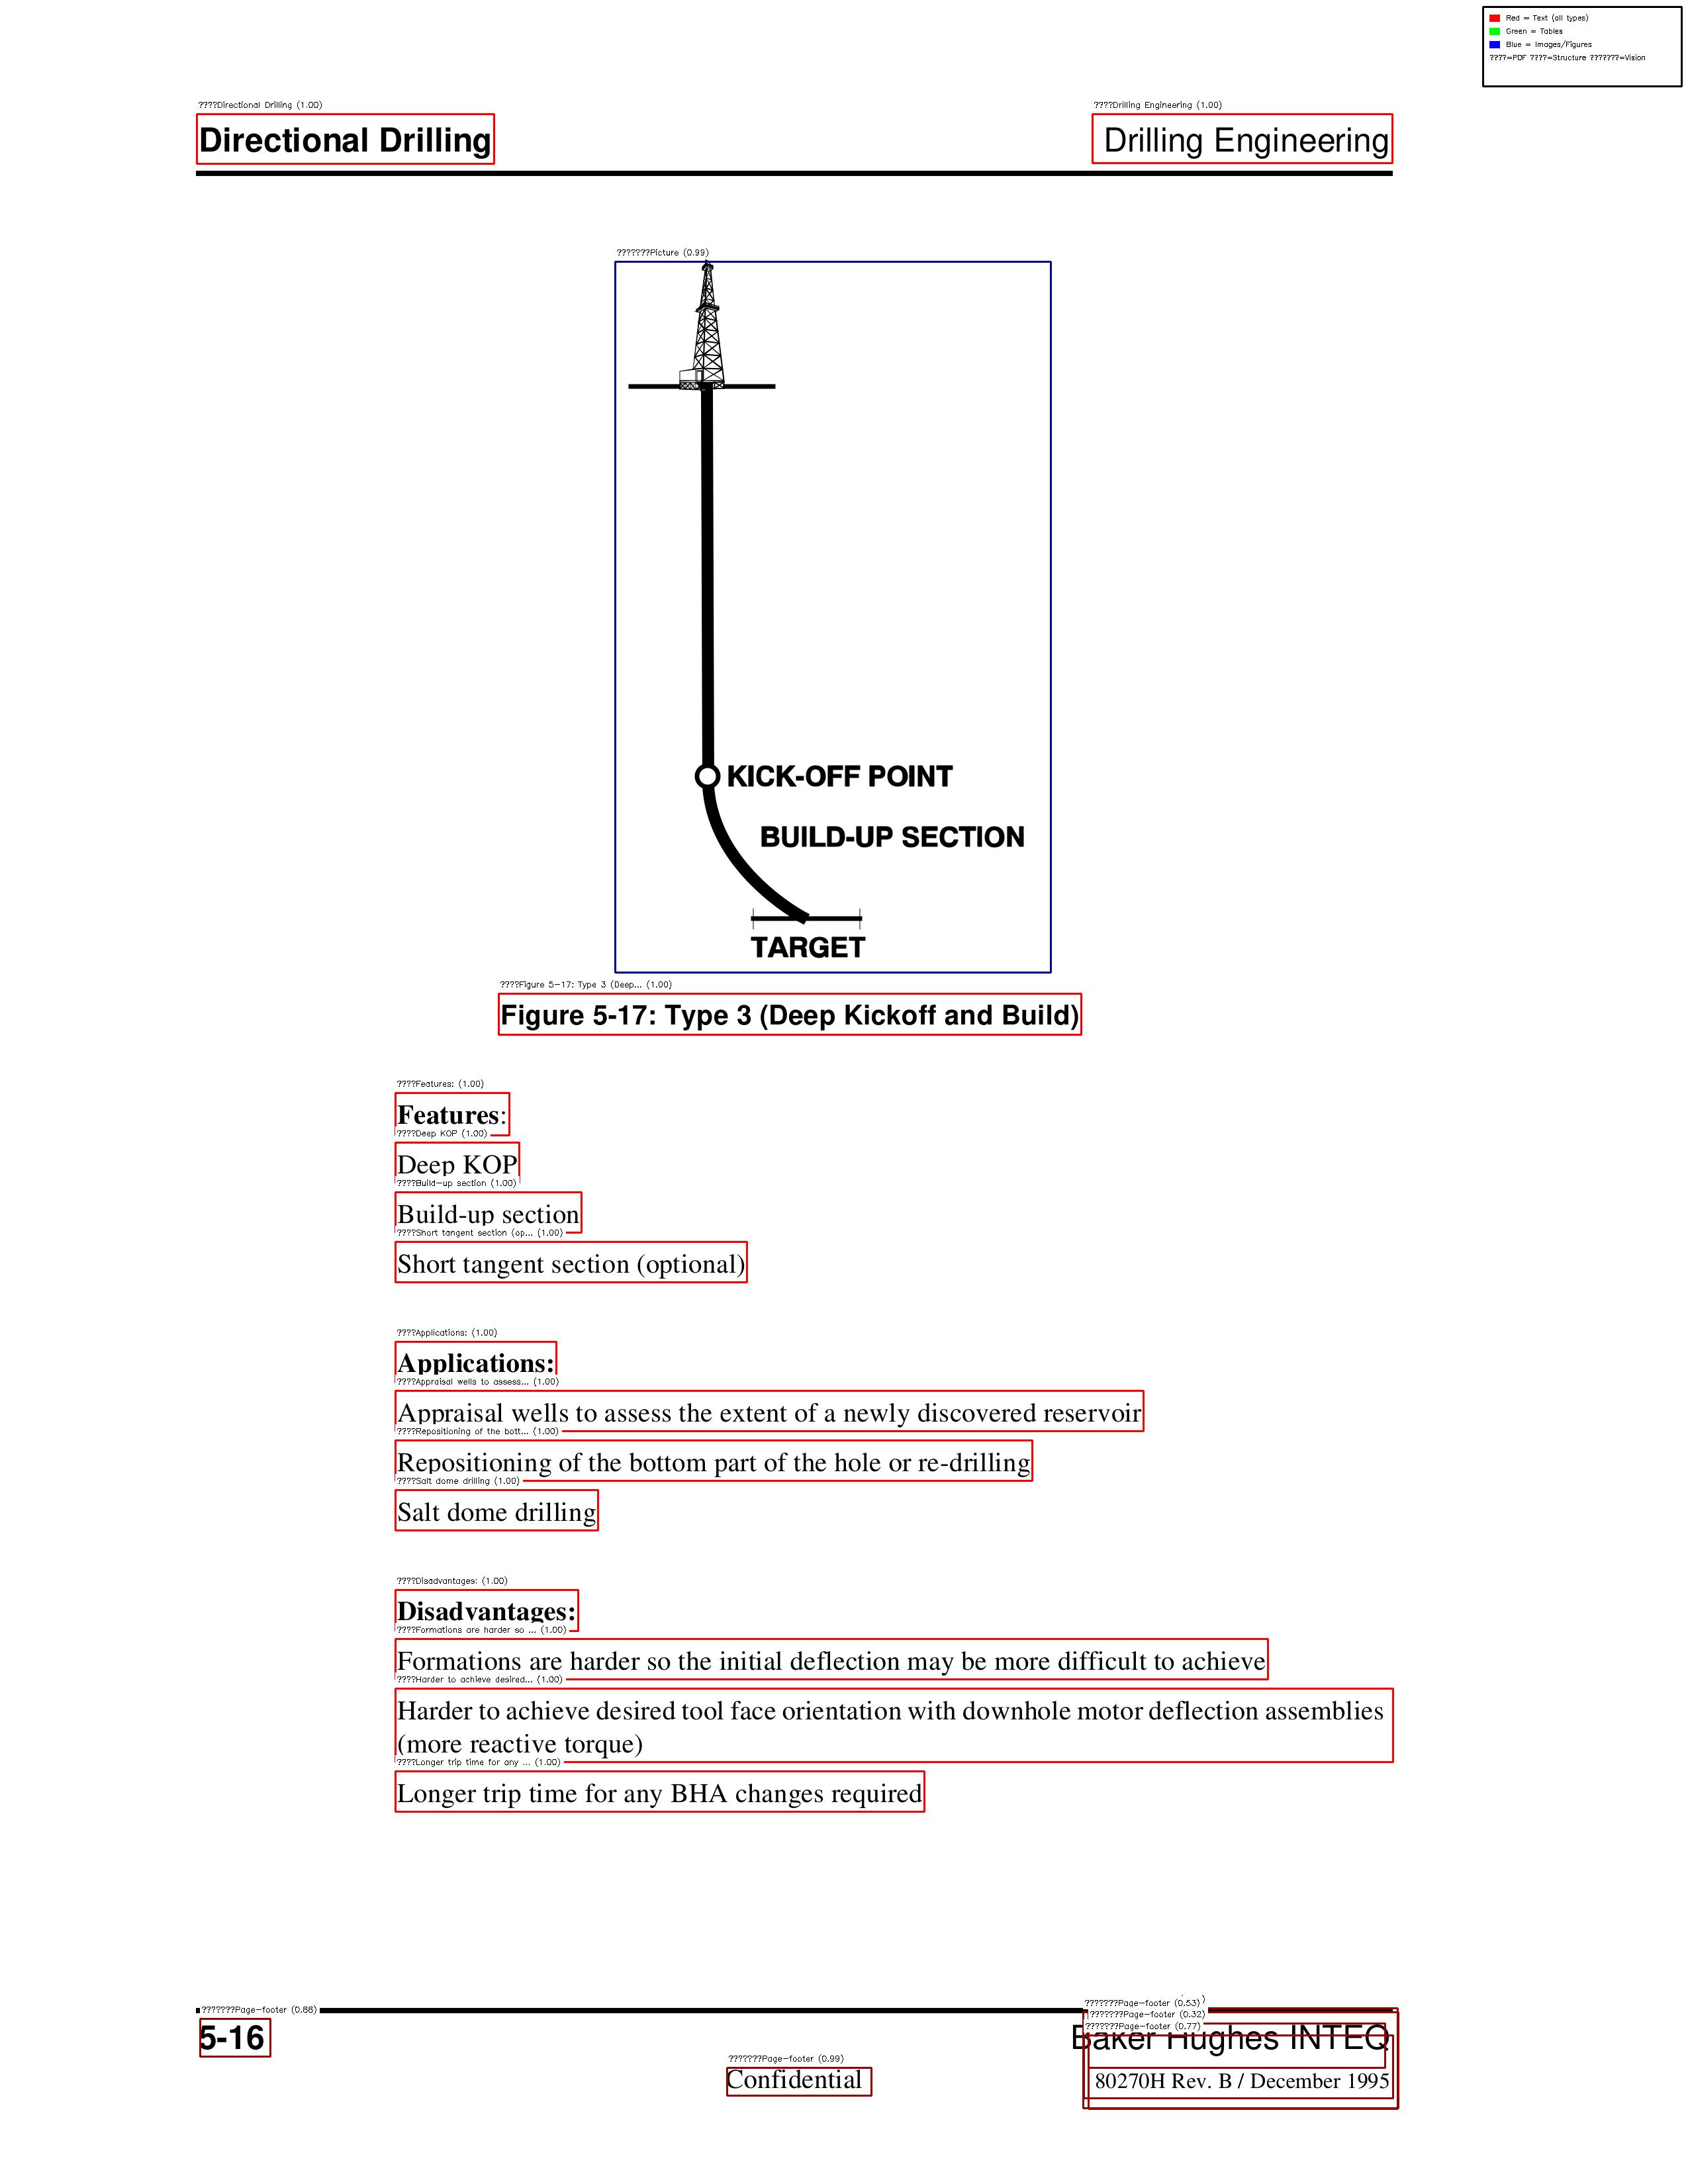 Red = Text (all types)
Green = Tables
Blue = Images/Figures
????=PDF ????=Structure ???????=Vision
????Directional Drilling (1.00)
????Drilling Engineering (1.00)
Directional Drilling
Drilling Engineering
???????Picture (0.99)
KICK-OFF POINT
BUILD-UP SECTION
TARGET
????Figure 5-17: Type 3 (Deep... (1.00)
Figure 5-17: Type 3 (Deep Kickoff and Build)
????Features: (1.00)
Features:
????Deep KOP (1.00)
Deep KOP
????Build-up section (1.00)
Build-up section
????Short tangent section (op... (1.00)
Short tangent section (optional)
????Applications: (1.00)
Applications:
????Appraisal wells to assess... (1.00)
Appraisal wells to assess the extent of a newly discovered reservoir
????Repositioning of the bott... (1.00)
Repositioning of the bottom part of the hole or re-drilling
????Salt dome drilling (1.00)
Salt dome drilling
????Disadvantages: (1.00)
Disadvantages:
????Formations are harder so ... (1.00)
Formations are harder so the initial deflection may be more difficult to achieve
????Harder to achieve desired... (1.00)
Harder to achieve desired tool face orientation with downhole motor deflection assemblies
(more reactive torque)
????Longer trip time for any ... (1.00)
Longer trip time for any BHA changes required
???????Page-footer (0.88)
???????Page-footer (0.53)
???????Page-footer (0.32)
???????Page-footer (0.77)
5-16
Baker Hughes INTEQ
???????Page-footer (0.99)
Confidential
80270H Rev. B / December 1995